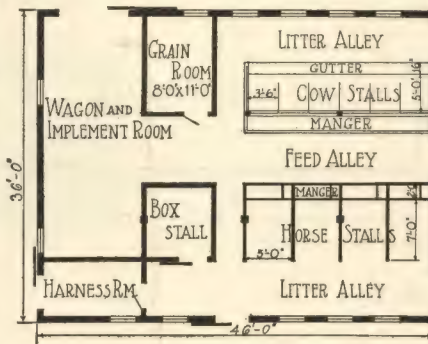 GRAIN
ROOM
8'-0"X11'-0"
LITTER ALLEY
GUTTER
3'-6"
COW STALLS
5'-0"
16"
MANGER
WAGON AND
IMPLEMENT ROOM
FEED ALLEY
36'-0"
MANGER
BOX
STALL
HORSE STALLS
7'-0"
5'-0"
HARNESS RM.
LITTER ALLEY
46'-0"